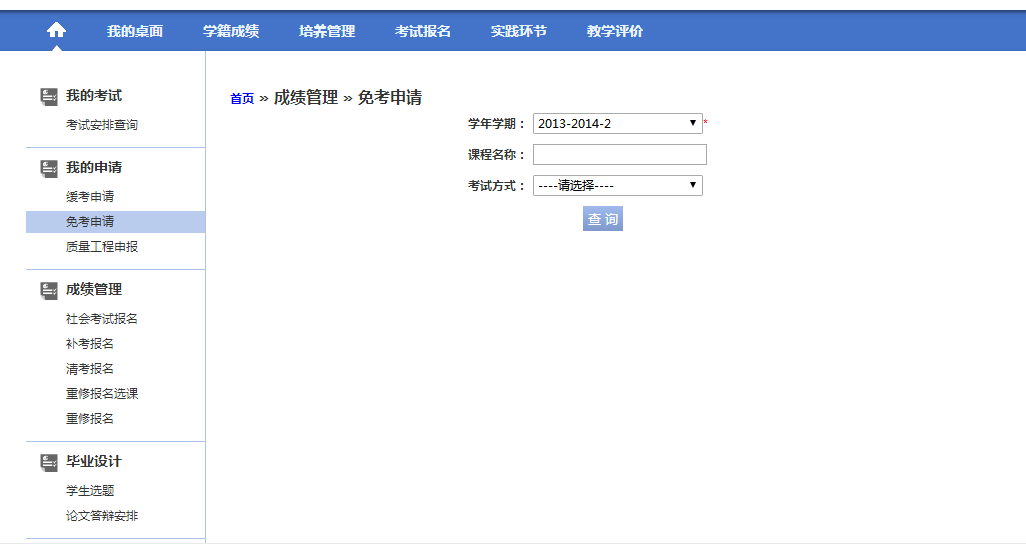 我的桌面 学籍成绩 培养管理 考试报名 实践环节 教学评价
我的考试
考试安排查询
我的申请
缓考申请
免考申请
质量工程申报
成绩管理
社会考试报名
补考报名
清考报名
重修报名选课
重修报名
毕业设计
学生选题
论文答辩安排
首页 » 成绩管理 » 免考申请
学年学期： 2013-2014-2 *
课程名称：
考试方式： ----请选择----
查 询